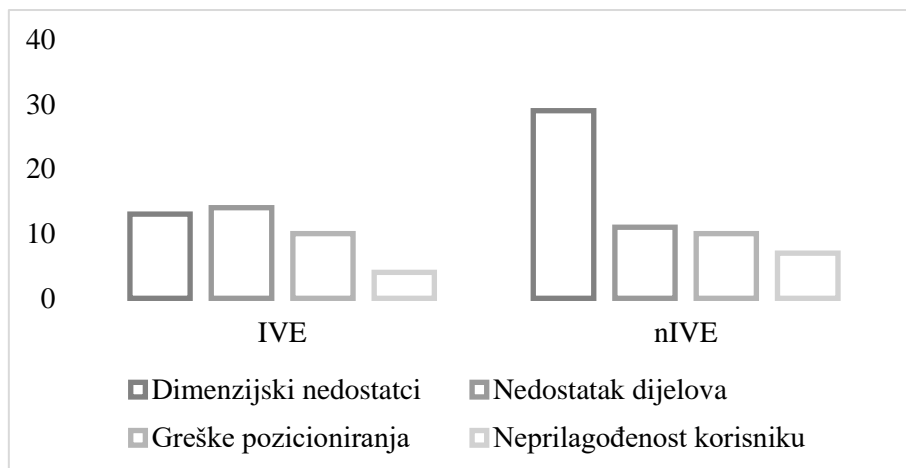 40
30
20
10
0
IVE nIVE
Dimenzijski nedostatci Nedostatak dijelova
Greške pozicioniranja Neprilagođenost korisniku